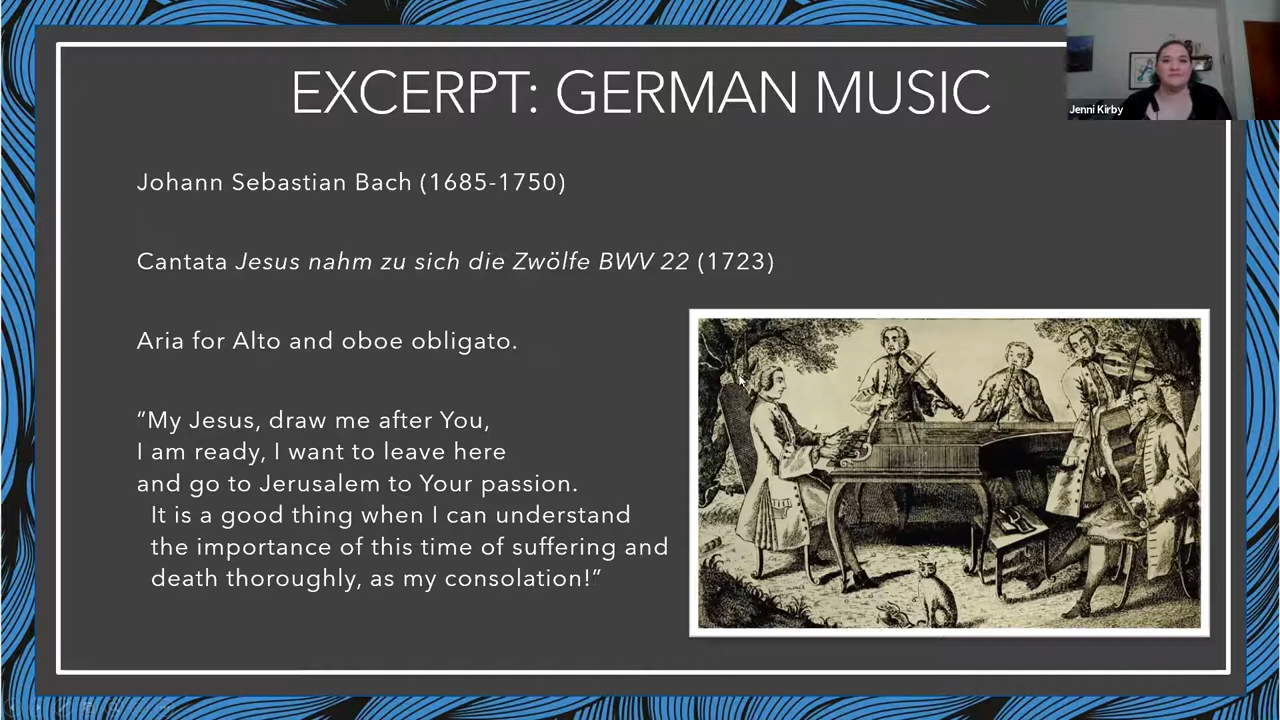 EXCERPT: GERMAN MUSIC
Jenni Kirby
Johann Sebastian Bach (1685-1750)
Cantata Jesus nahm zu sich die Zwölfe BWV 22 (1723)
Aria for Alto and oboe obligato.
“My Jesus, draw me after You,
I am ready, I want to leave here
and go to Jerusalem to Your passion.
It is a good thing when I can understand
the importance of this time of suffering and
death thoroughly, as my consolation!”